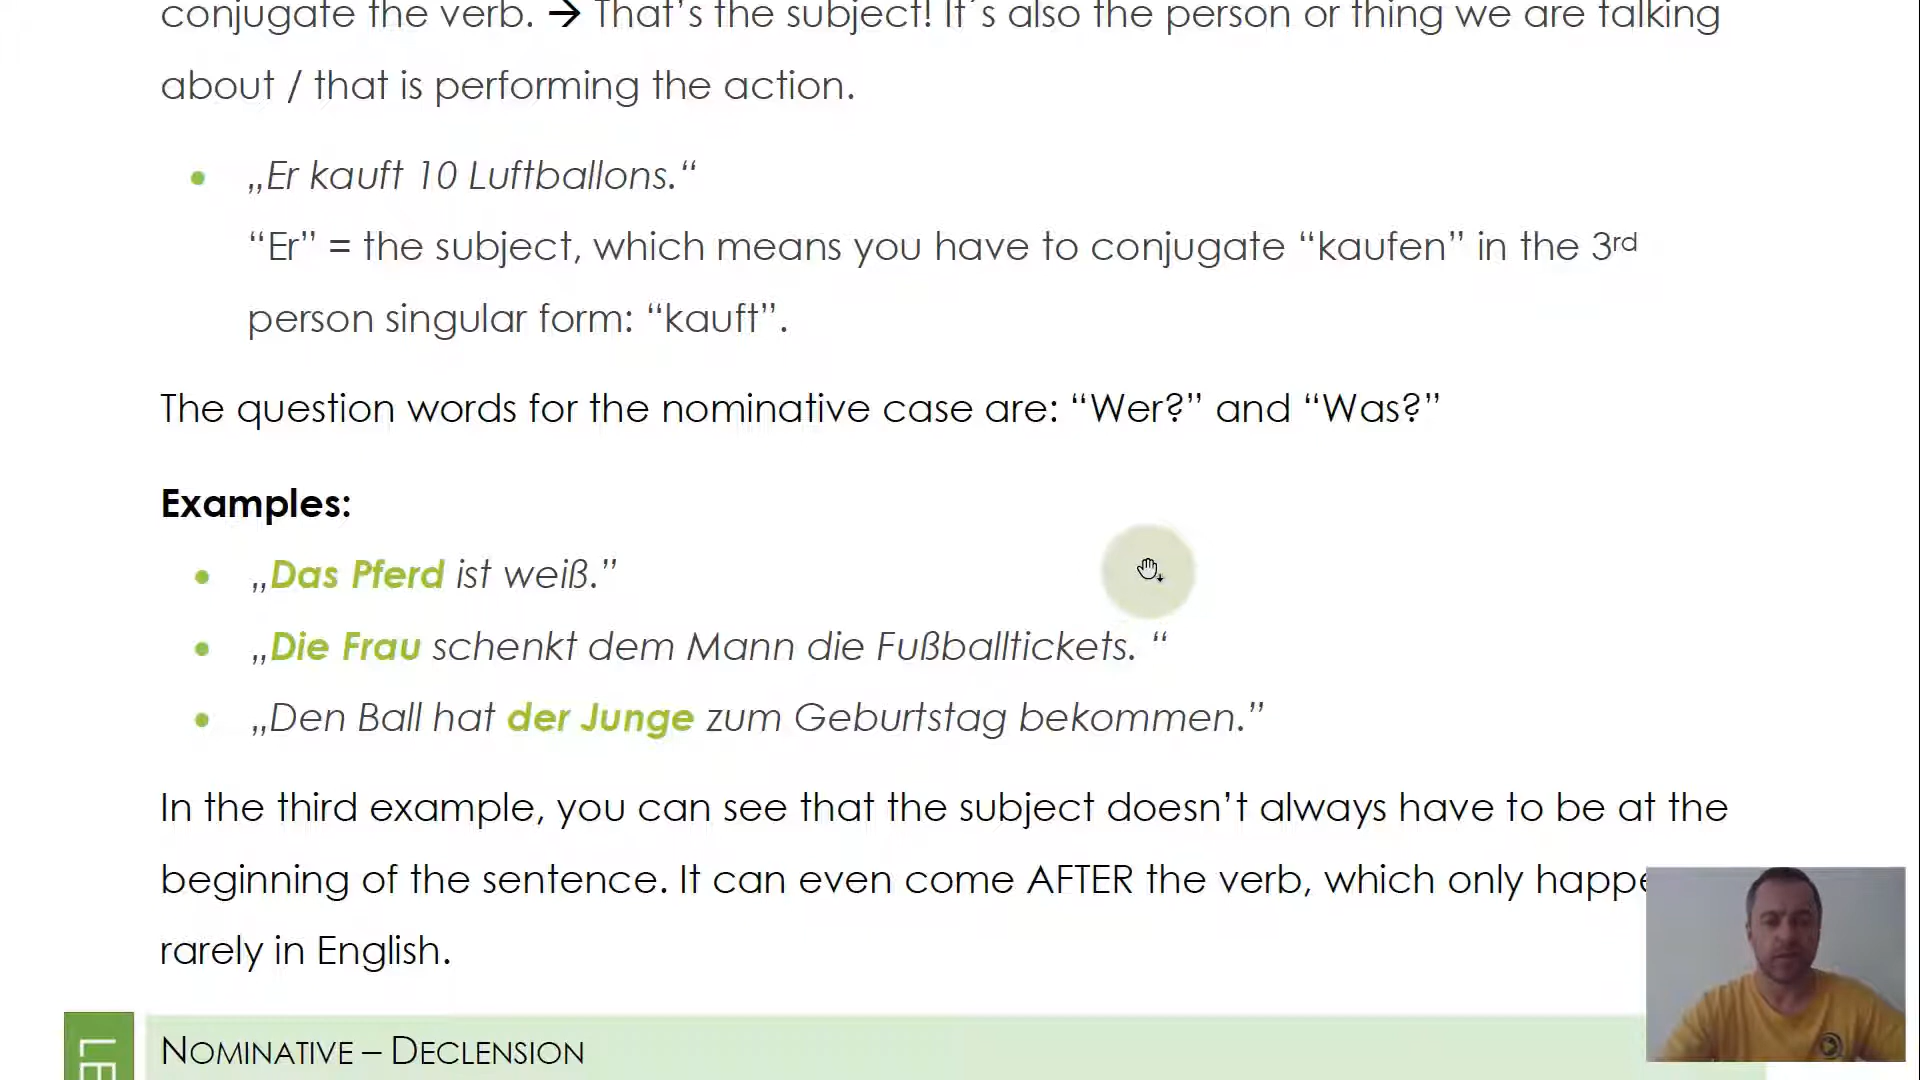 conjugate the verb. → That’s the subject! It´s also the person or thing we are talking
about / that is performing the action.
• „Er kauft 10 Luftballons.“
“Er” = the subject, which means you have to conjugate “kaufen” in the 3rd
person singular form: “kauft”.
The question words for the nominative case are: “Wer?” and “Was?”
Examples:
• „Das Pferd ist weiß.”
• „Die Frau schenkt dem Mann die Fußballtickets. “
• „Den Ball hat der Junge zum Geburtstag bekommen.”
In the third example, you can see that the subject doesn’t always have to be at the
beginning of the sentence. It can even come AFTER the verb, which only
rarely in English.
NOMINATIVE – DECLENSION